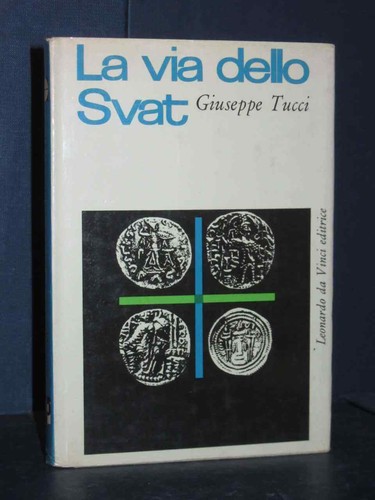 La via dello
Svat
Giuseppe Tucci
Leonardo da Vinci editrice